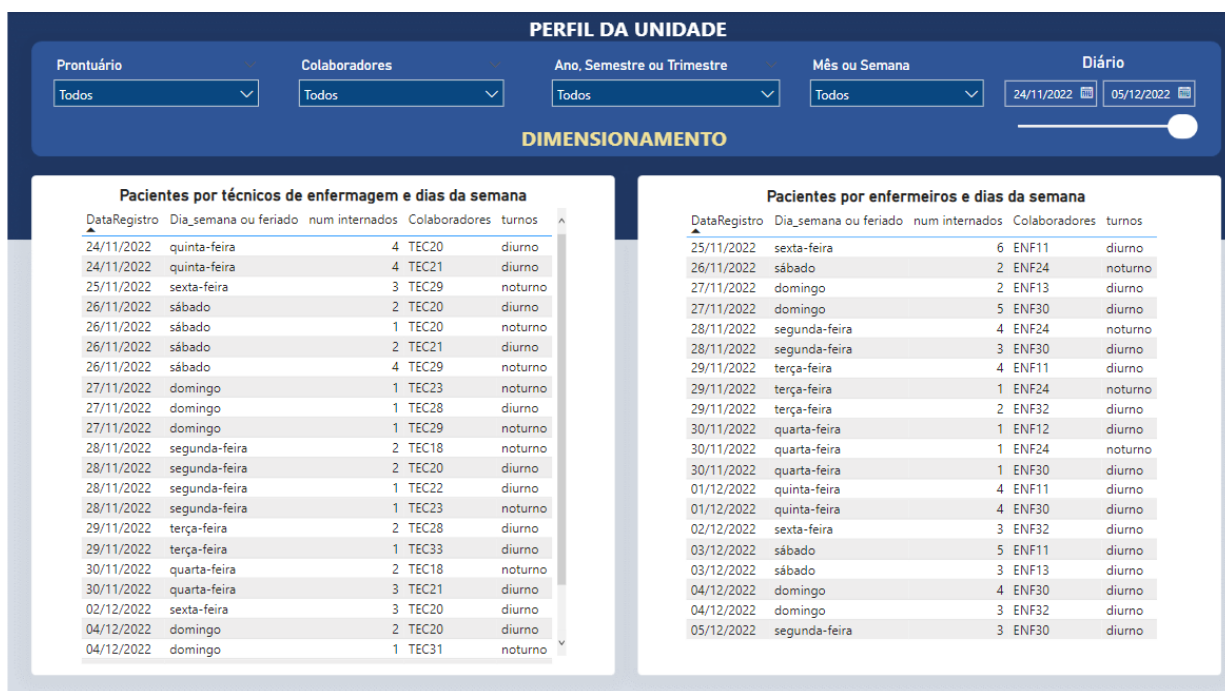 PERFIL DA UNIDADE
Prontuário Colaboradores Ano, Semestre ou Trimestre Mês ou Semana Diário
Todos Todos Todos Todos 24/11/2022 05/12/2022
DIMENSIONAMENTO
Pacientes por técnicos de enfermagem e dias da semana
DataRegistro Dia_semana ou feriado num internados Colaboradores turnos
24/11/2022 quinta-feira 4 TEC20 diurno
24/11/2022 quinta-feira 4 TEC21 diurno
25/11/2022 sexta-feira 3 TEC29 noturno
26/11/2022 sábado 2 TEC20 diurno
26/11/2022 sábado 1 TEC20 noturno
26/11/2022 sábado 2 TEC21 diurno
26/11/2022 sábado 4 TEC29 noturno
27/11/2022 domingo 1 TEC23 noturno
27/11/2022 domingo 1 TEC28 diurno
27/11/2022 domingo 1 TEC29 noturno
28/11/2022 segunda-feira 2 TEC18 noturno
28/11/2022 segunda-feira 2 TEC20 diurno
28/11/2022 segunda-feira 1 TEC22 diurno
28/11/2022 segunda-feira 1 TEC23 noturno
29/11/2022 terça-feira 2 TEC28 diurno
29/11/2022 terça-feira 1 TEC33 diurno
30/11/2022 quarta-feira 2 TEC18 noturno
30/11/2022 quarta-feira 3 TEC21 diurno
02/12/2022 sexta-feira 3 TEC20 diurno
04/12/2022 domingo 2 TEC20 diurno
04/12/2022 domingo 1 TEC31 noturno
Pacientes por enfermeiros e dias da semana
DataRegistro Dia_semana ou feriado num internados Colaboradores turnos
25/11/2022 sexta-feira 6 ENF11 diurno
26/11/2022 sábado 2 ENF24 noturno
27/11/2022 domingo 2 ENF13 diurno
27/11/2022 domingo 5 ENF30 diurno
28/11/2022 segunda-feira 4 ENF24 noturno
28/11/2022 segunda-feira 3 ENF30 diurno
29/11/2022 terça-feira 4 ENF11 diurno
29/11/2022 terça-feira 1 ENF24 noturno
29/11/2022 terça-feira 2 ENF32 diurno
30/11/2022 quarta-feira 1 ENF12 diurno
30/11/2022 quarta-feira 1 ENF24 noturno
30/11/2022 quarta-feira 1 ENF30 diurno
01/12/2022 quinta-feira 4 ENF11 diurno
01/12/2022 quinta-feira 4 ENF30 diurno
02/12/2022 sexta-feira 3 ENF32 diurno
03/12/2022 sábado 5 ENF11 diurno
03/12/2022 sábado 3 ENF13 diurno
04/12/2022 domingo 4 ENF30 diurno
04/12/2022 domingo 3 ENF32 diurno
05/12/2022 segunda-feira 3 ENF30 diurno